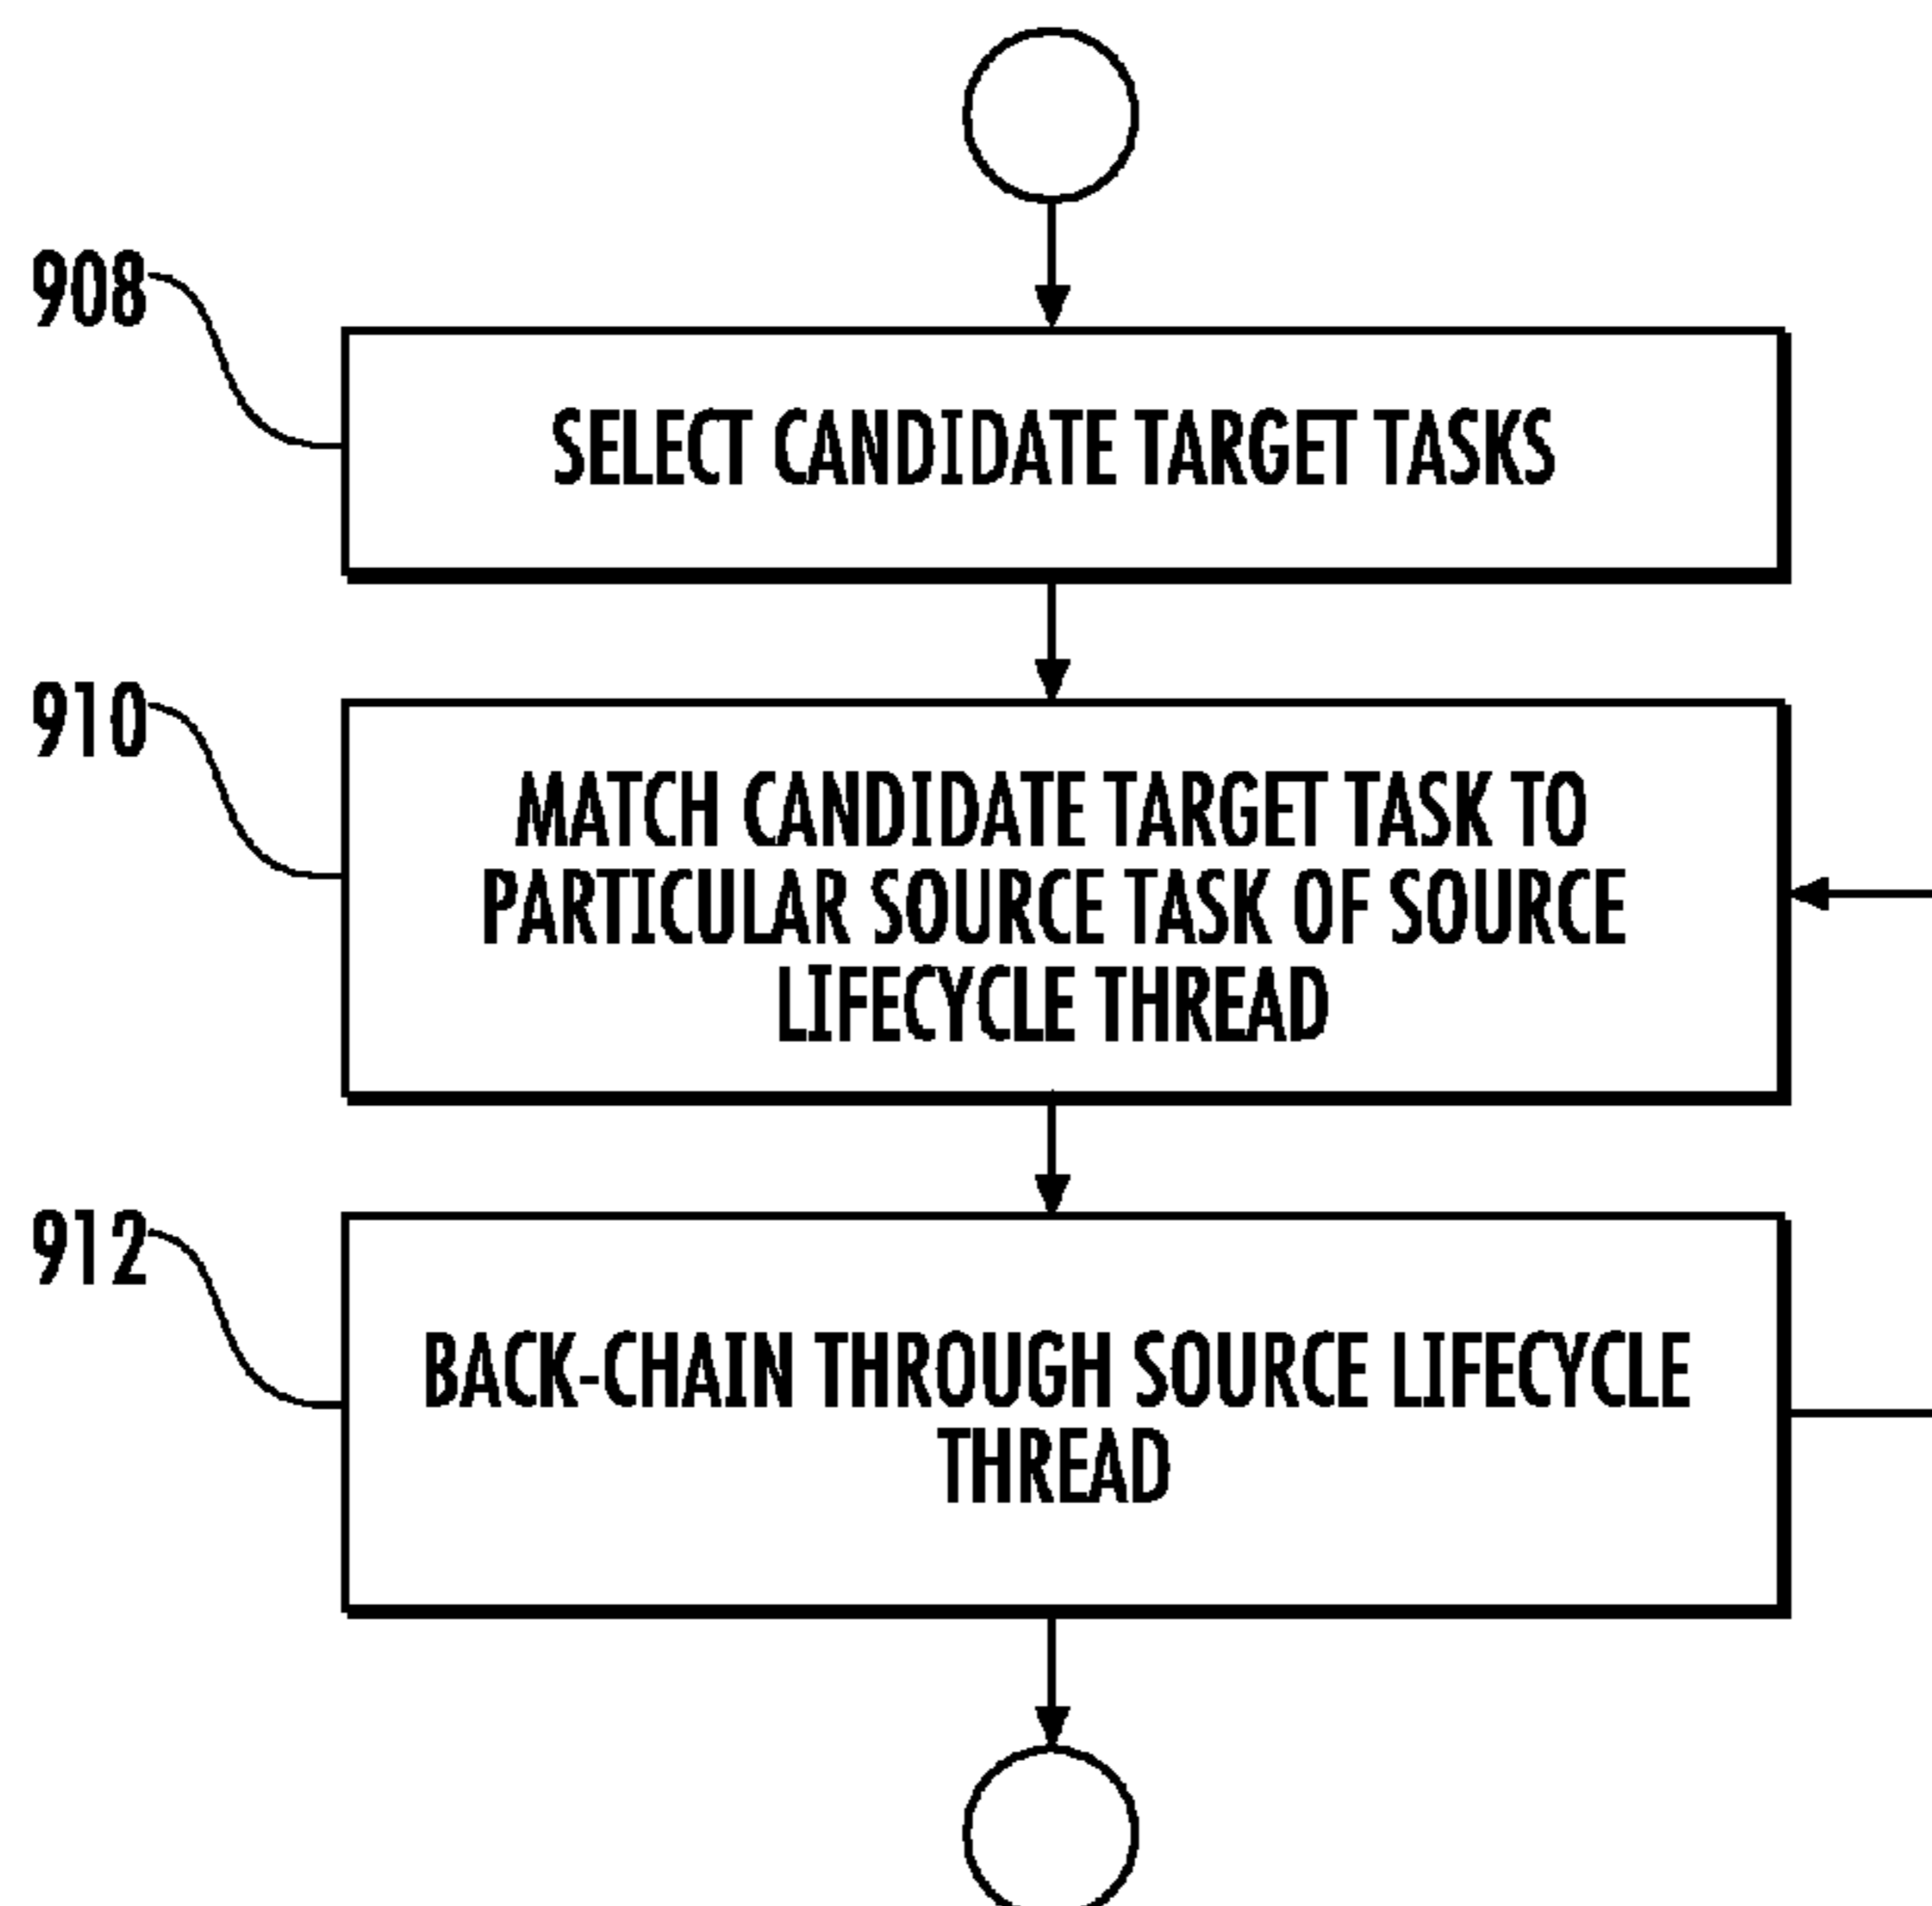 908
SELECT CANDIDATE TARGET TASKS
910
MATCH CANDIDATE TARGET TASK TO
PARTICULAR SOURCE TASK OF SOURCE
LIFECYCLE THREAD
912
BACK-CHAIN THROUGH SOURCE LIFECYCLE
THREAD